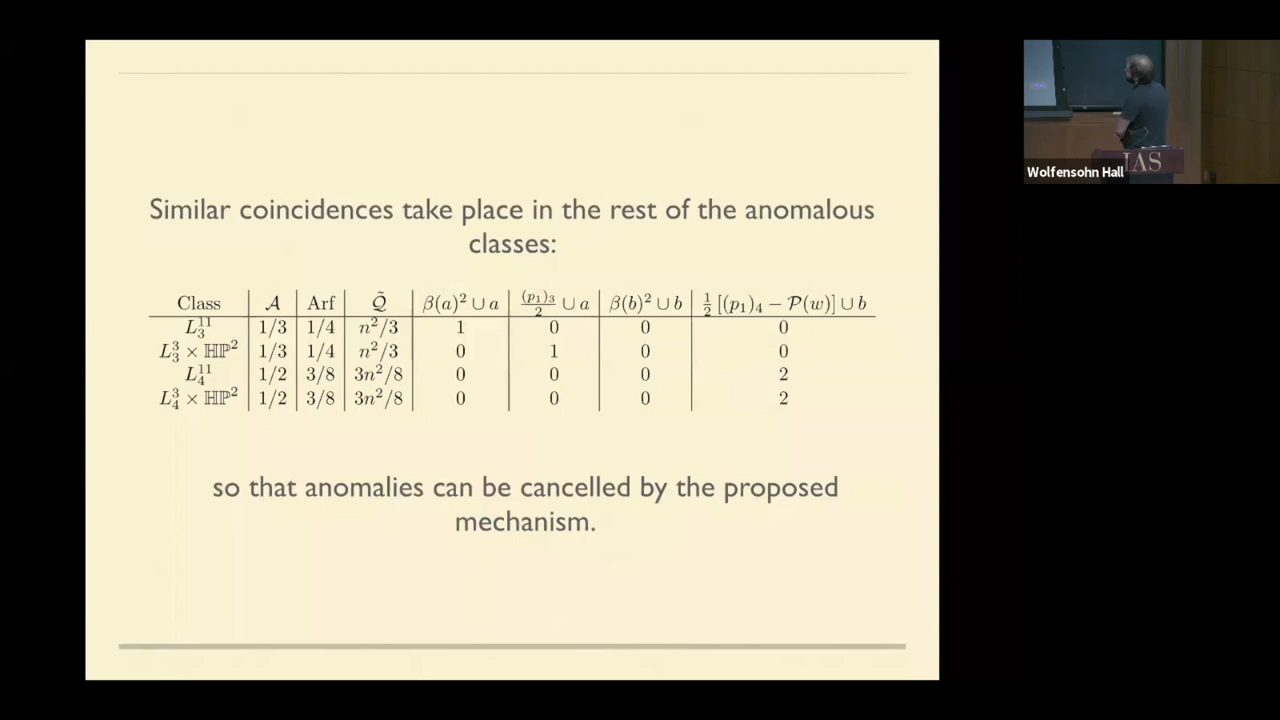 Similar coincidences take place in the rest of the anomalous
classes:
Class | 𝒜 | Arf | Q̃ | β(a)² ∪ a | (p₁)₃/2 ∪ a | β(b)² ∪ b | ½ [(p₁)₄ − 𝒫(w)] ∪ b
L₃¹¹ | 1/3 | 1/4 | n²/3 | 1 | 0 | 0 | 0
L₃³ × ℍℙ² | 1/3 | 1/4 | n²/3 | 0 | 1 | 0 | 0
L₄¹¹ | 1/2 | 3/8 | 3n²/8 | 0 | 0 | 0 | 2
L₄³ × ℍℙ² | 1/2 | 3/8 | 3n²/8 | 0 | 0 | 0 | 2
so that anomalies can be cancelled by the proposed
mechanism.
IAS
Wolfensohn Hall